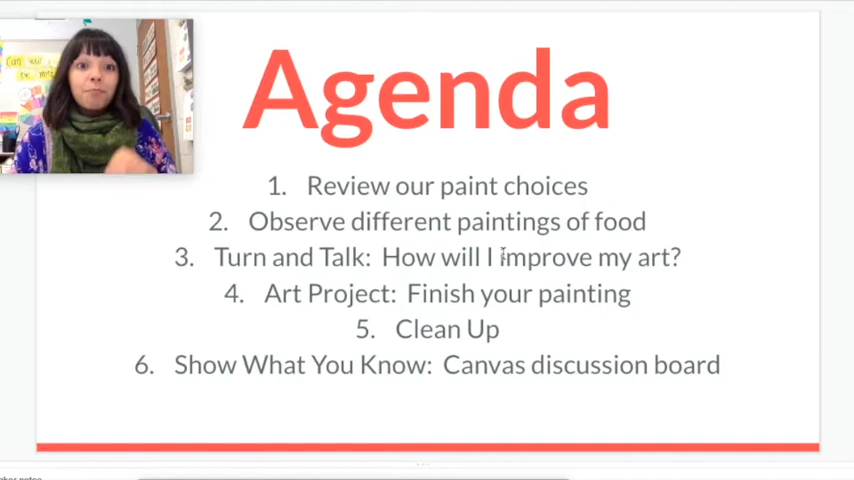 Agenda
1. Review our paint choices
2. Observe different paintings of food
3. Turn and Talk: How will I improve my art?
4. Art Project: Finish your painting
5. Clean Up
6. Show What You Know: Canvas discussion board